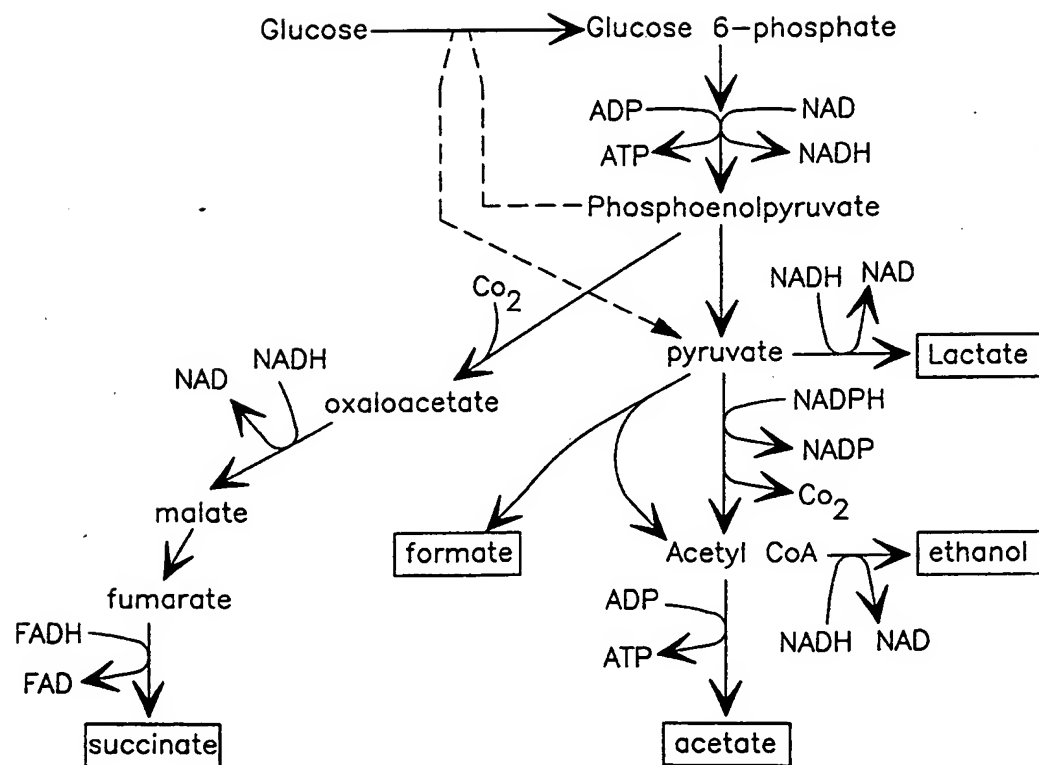 Glucose
Glucose 6-phosphate
ADP
NAD
ATP
NADH
Phosphoenolpyruvate
Co2
NADH
NAD
pyruvate
Lactate
NADH
NAD
oxaloacetate
NADPH
NADP
Co2
malate
formate
Acetyl CoA
ethanol
fumarate
ADP
FADH
NADH
NAD
ATP
FAD
succinate
acetate